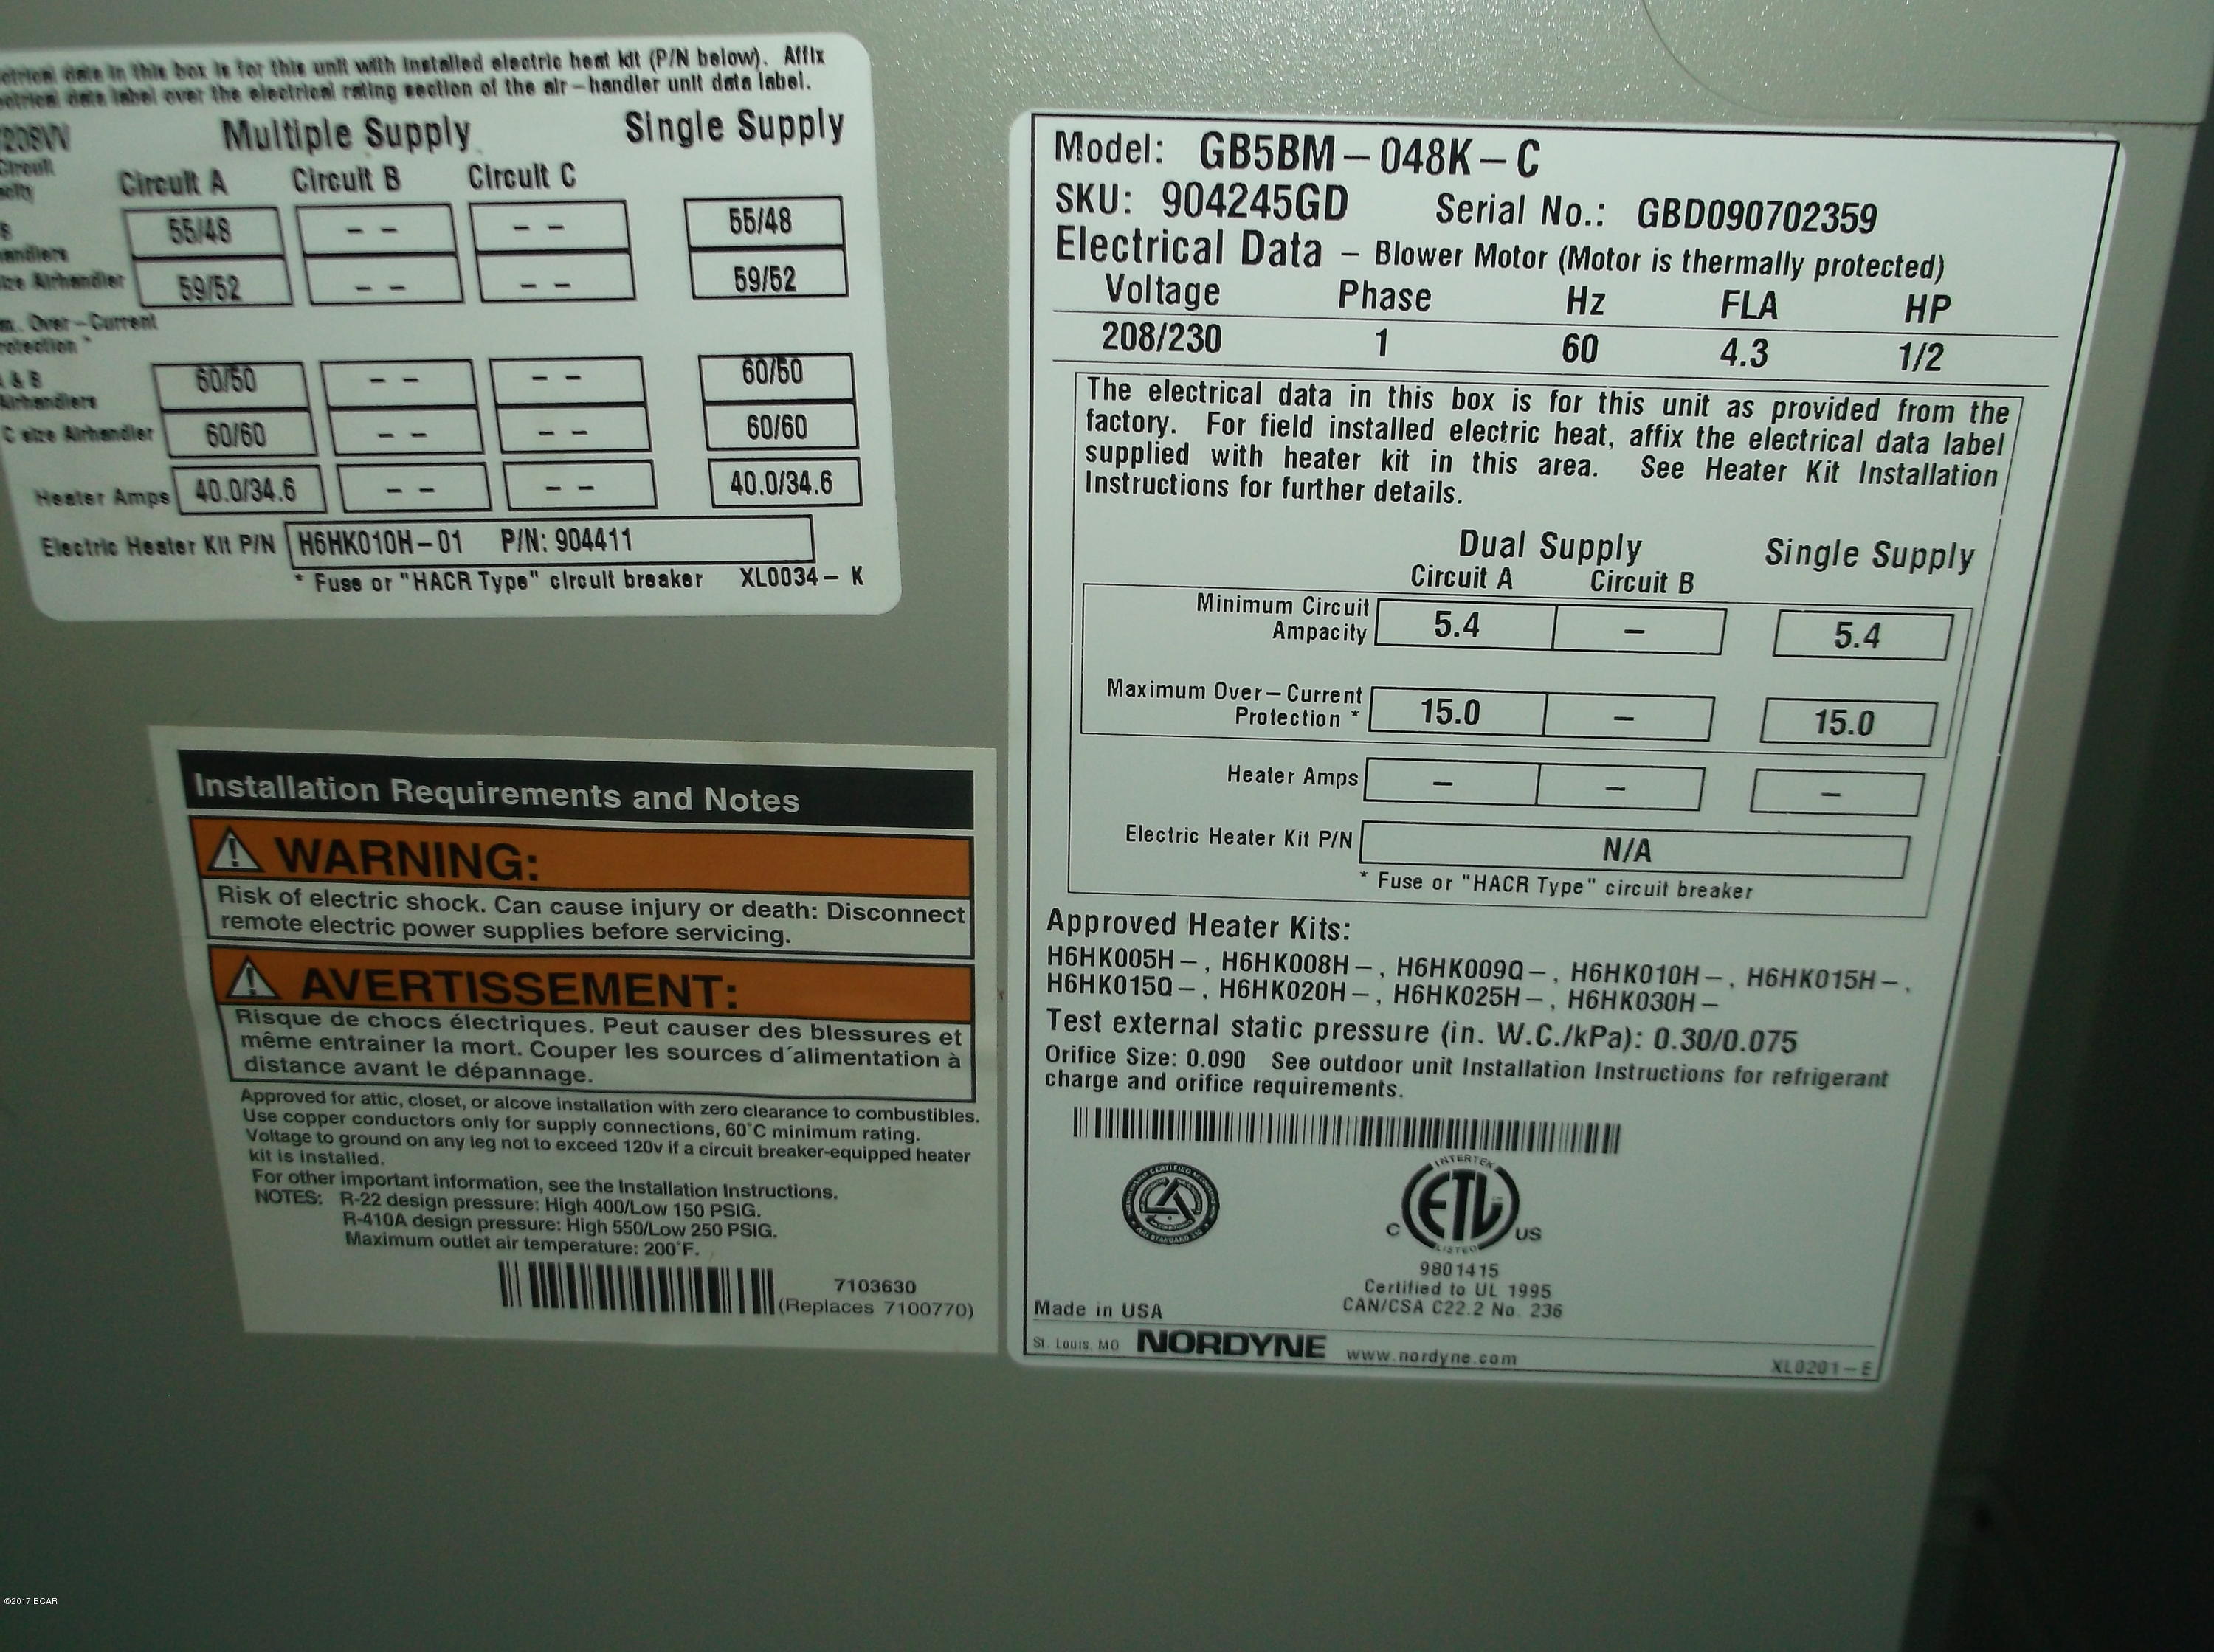 data in this box is for this unit with installed electric heat kit (P/N below). Affix
data label over the electrical rating section of the air-handler unit data label.
Multiple Supply Single Supply
Circuit A Circuit B Circuit C
55/48 - - - - 55/48
59/52 - - - - 59/52
Over-Current
60/50 - - - - 60/50
C size Airhandler 60/60 - - - - 60/60
Heater Amps 40.0/34.6 - - - - 40.0/34.6
Electric Heater Kit P/N H6HK010H-01 P/N: 904411
* Fuse or "HACR Type" circuit breaker XL0034- K
Installation Requirements and Notes
WARNING:
Risk of electric shock. Can cause injury or death: Disconnect
remote electric power supplies before servicing.
AVERTISSEMENT:
Risque de chocs électriques. Peut causer des blessures et
même entrainer la mort. Couper les sources d´alimentation à
distance avant le dépannage.
Approved for attic, closet, or alcove installation with zero clearance to combustibles.
Use copper conductors only for supply connections, 60°C minimum rating.
Voltage to ground on any leg not to exceed 120v if a circuit breaker-equipped heater
kit is installed.
For other important information, see the Installation Instructions.
NOTES: R-22 design pressure: High 400/Low 150 PSIG.
R-410A design pressure: High 550/Low 250 PSIG.
Maximum outlet air temperature: 200°F.
7103630
(Replaces 7100770)
Model: GB5BM-048K-C
SKU: 904245GD Serial No.: GBD090702359
Electrical Data - Blower Motor (Motor is thermally protected)
Voltage Phase Hz FLA HP
208/230 1 60 4.3 1/2
The electrical data in this box is for this unit as provided from the
factory. For field installed electric heat, affix the electrical data label
supplied with heater kit in this area. See Heater Kit Installation
Instructions for further details.
Dual Supply Single Supply
Circuit A Circuit B
Minimum Circuit
Ampacity 5.4 - 5.4
Maximum Over-Current
Protection * 15.0 - 15.0
Heater Amps - - -
Electric Heater Kit P/N N/A
* Fuse or "HACR Type" circuit breaker
Approved Heater Kits:
H6HK005H-, H6HK008H-, H6HK009Q-, H6HK010H-, H6HK015H-,
H6HK015Q-, H6HK020H-, H6HK025H-, H6HK030H-
Test external static pressure (in. W.C./kPa): 0.30/0.075
Orifice Size: 0.090 See outdoor unit Installation Instructions for refrigerant
charge and orifice requirements.
INTERTEK
C ETL US
LISTED
9801415
Certified to UL 1995
CAN/CSA C22.2 No. 236
Made in USA
St. Louis, MO NORDYNE www.nordyne.com XL0201-E
©2017 BCAR